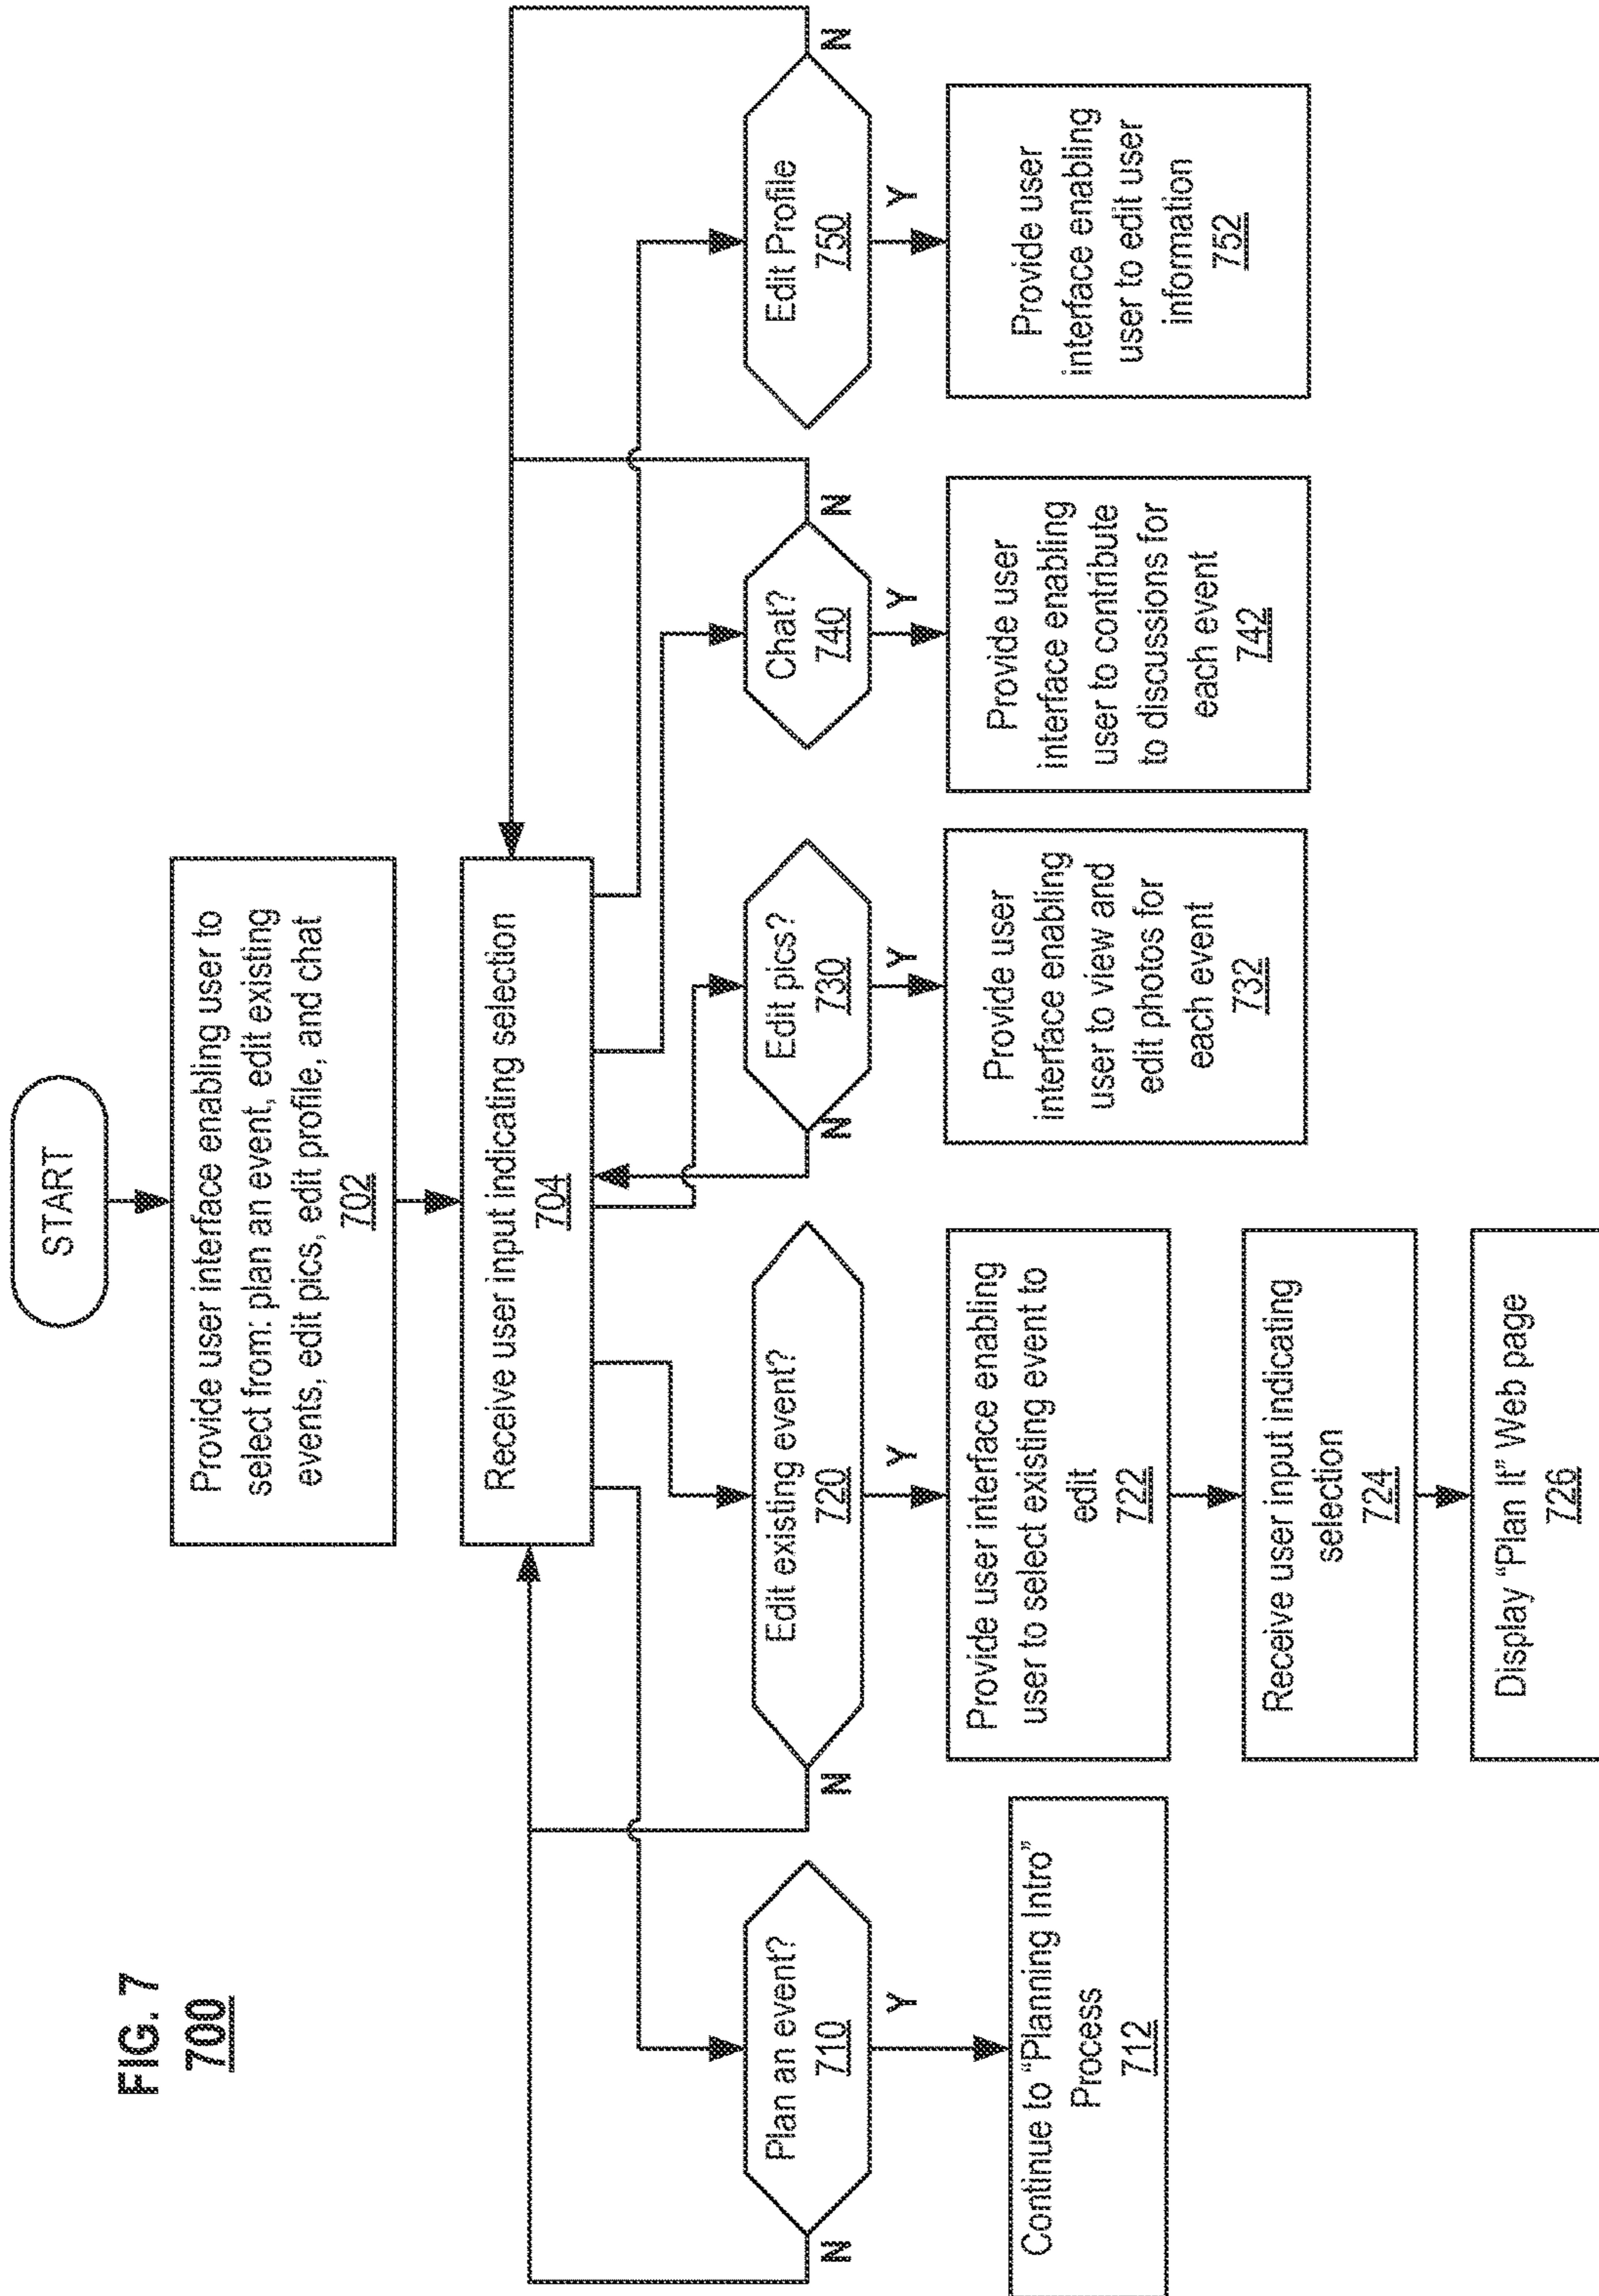 FIG. 7
700
START
Provide user interface enabling user to
select from: plan an event, edit existing
events, edit pics, edit profile, and chat
702
Receive user input indicating selection
704
Plan an event?
710
N
Y
Continue to "Planning Intro"
Process
712
Edit existing event?
720
N
Y
Provide user interface enabling
user to select existing event to
edit
722
Receive user input indicating
selection
724
Display "Plan It" Web page
726
Edit pics?
730
N
Y
Provide user
interface enabling
user to view and
edit photos for
each event
732
Chat?
740
N
Y
Provide user
interface enabling
user to contribute
to discussions for
each event
742
Edit Profile
750
N
Y
Provide user
interface enabling
user to edit user
information
752